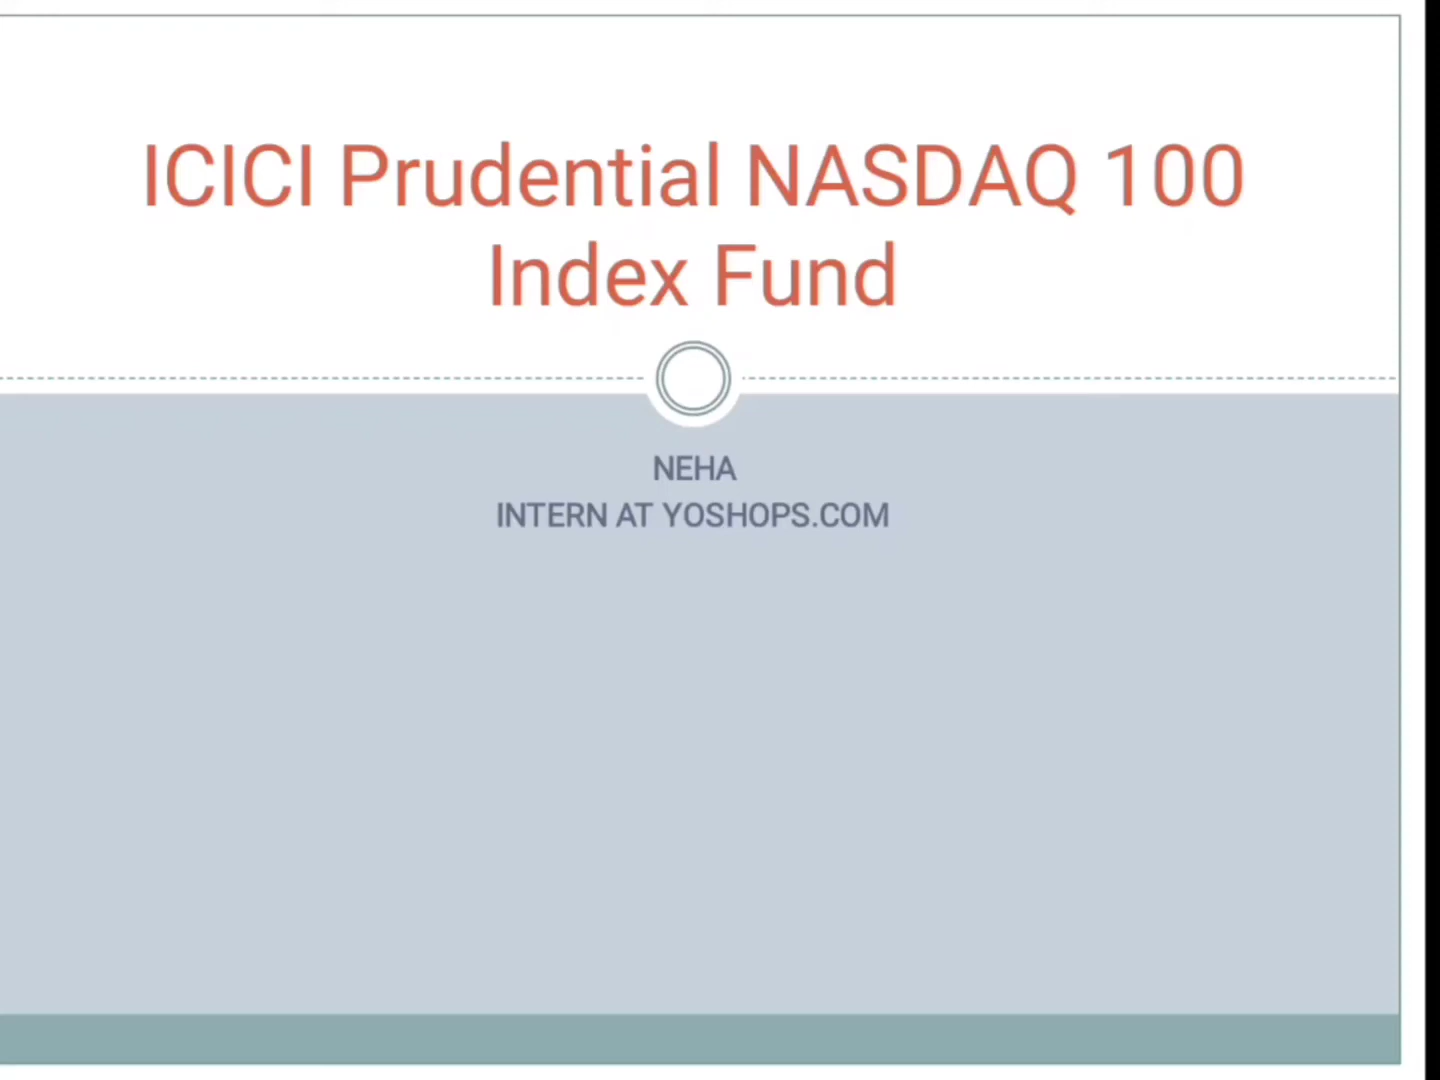 ICICI Prudential NASDAQ 100
Index Fund
NEHA
INTERN AT YOSHOPS.COM